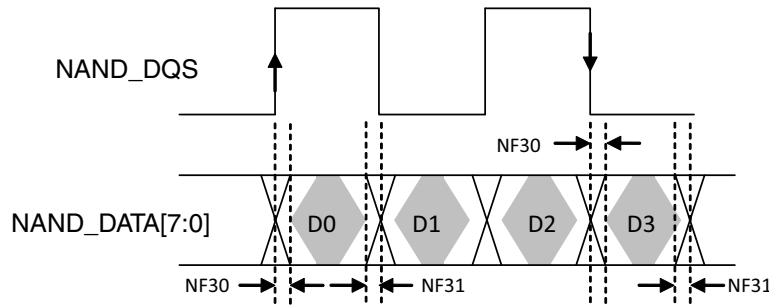 NAND_DQS
NF30
NAND_DATA[7:0]
D0
D1
D2
D3
NF30
NF31
NF31